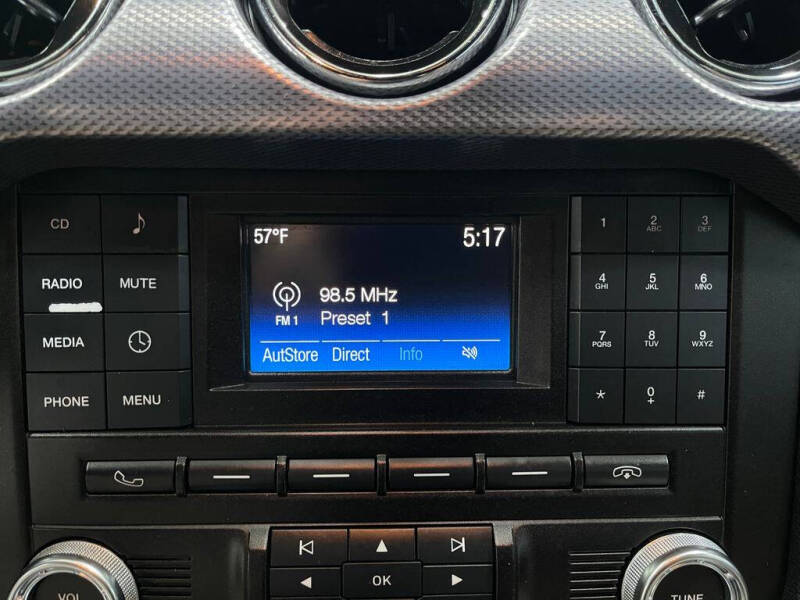 57°F 5:17
98.5 MHz
FM 1 Preset 1
AutStore Direct Info
CD
RADIO MUTE
MEDIA
PHONE MENU
1 2 ABC 3 DEF
4 GHI 5 JKL 6 MNO
7 PQRS 8 TUV 9 WXYZ
* 0 + #
OK
VOL TUNE